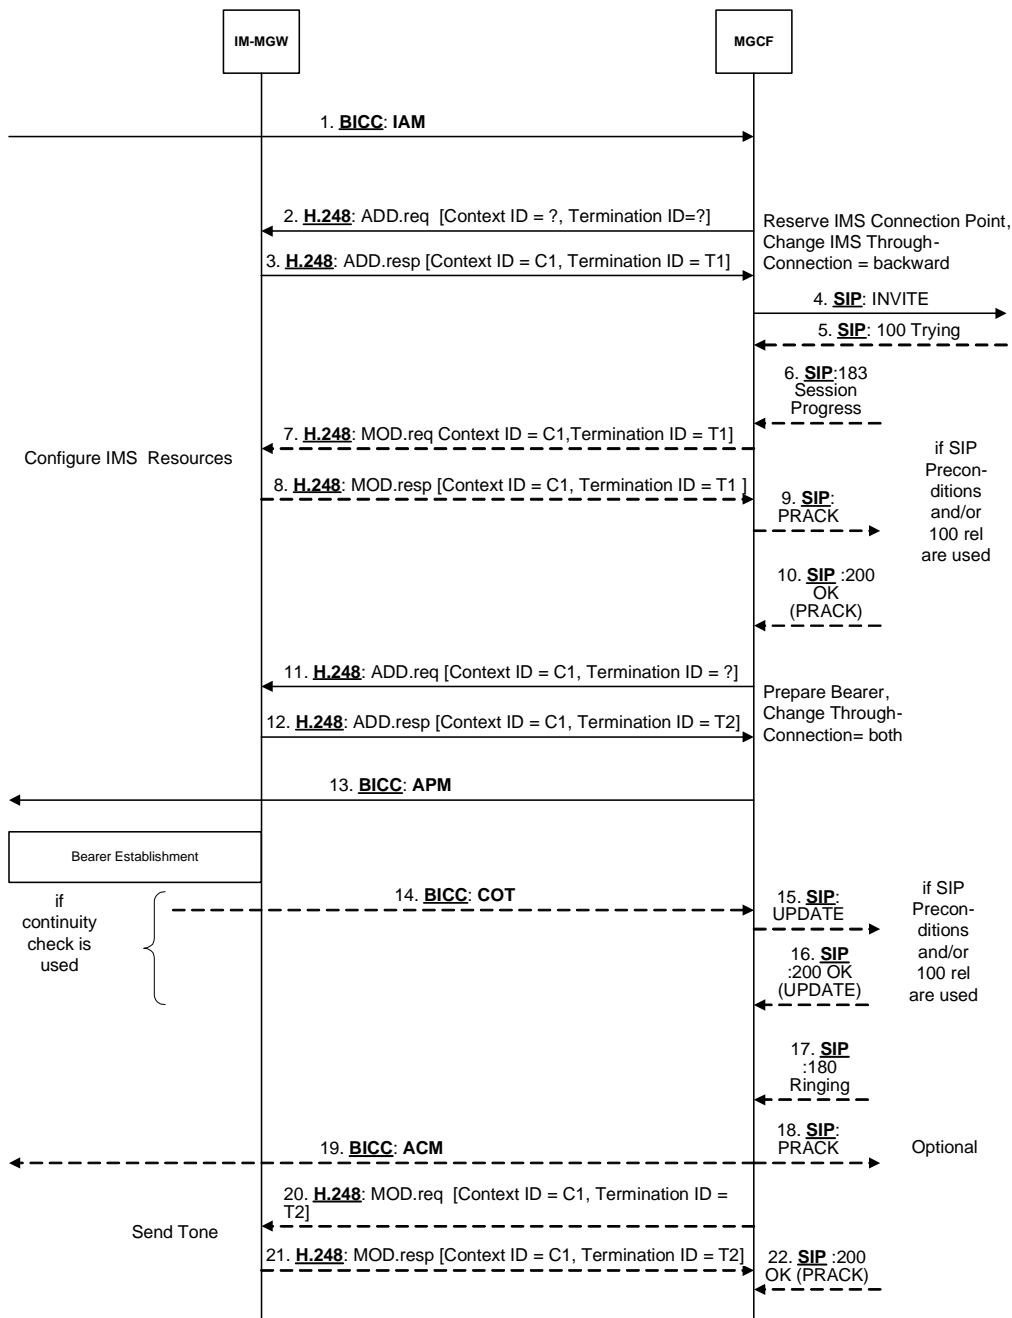 IM-MGW
MGCF
1. BICC: IAM
2. H.248: ADD.req [Context ID = ?, Termination ID=?]
Reserve IMS Connection Point,
Change IMS Through-
Connection = backward
3. H.248: ADD.resp [Context ID = C1, Termination ID = T1]
4. SIP: INVITE
5. SIP: 100 Trying
6. SIP:183
Session
Progress
7. H.248: MOD.req Context ID = C1,Termination ID = T1]
Configure IMS Resources
8. H.248: MOD.resp [Context ID = C1, Termination ID = T1 ]
if SIP
Precon-
ditions
and/or
100 rel
are used
9. SIP:
PRACK
10. SIP :200
OK
(PRACK)
11. H.248: ADD.req [Context ID = C1, Termination ID = ?]
Prepare Bearer,
Change Through-
Connection= both
12. H.248: ADD.resp [Context ID = C1, Termination ID = T2]
13. BICC: APM
Bearer Establishment
if
continuity
check is
used
14. BICC: COT
15. SIP:
UPDATE
if SIP
Precon-
ditions
and/or
100 rel
are used
16. SIP
:200 OK
(UPDATE)
17. SIP
:180
Ringing
18. SIP:
PRACK
Optional
19. BICC: ACM
20. H.248: MOD.req [Context ID = C1, Termination ID =
T2]
Send Tone
21. H.248: MOD.resp [Context ID = C1, Termination ID = T2]
22. SIP :200
OK (PRACK)